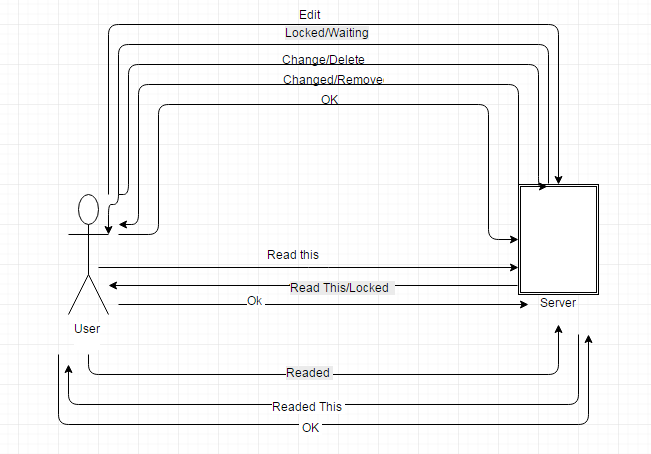 Edit
Locked/Waiting
Change/Delete
Changed/Remove
OK
Read this
Read This/Locked
Ok
Server
User
Readed
Readed This
OK